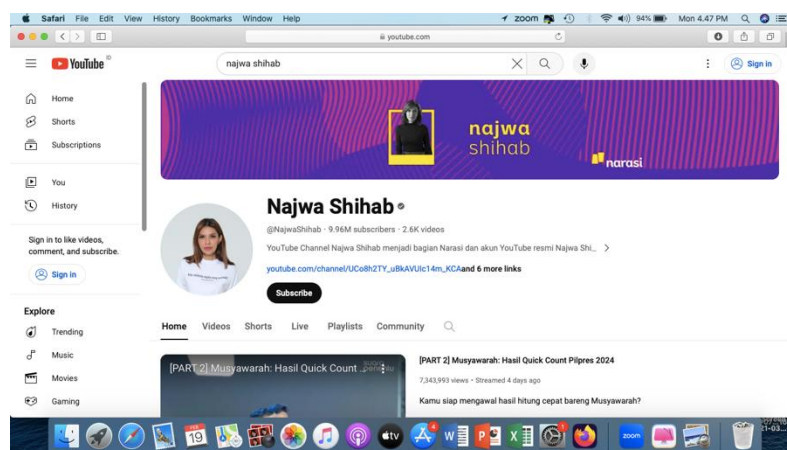 Safari File Edit View History Bookmarks Window Help zoom 94% Mon 4.47 PM
youtube.com
YouTube ID
najwa shihab
Sign in
Home
Shorts
Subscriptions
You
History
Sign in to like videos,
comment, and subscribe.
Sign in
Explore
Trending
Music
Movies
Gaming
najwa
shihab
narasi
Najwa Shihab
@NajwaShihab · 9.96M subscribers · 2.6K videos
YouTube Channel Najwa Shihab menjadi bagian Narasi dan akun YouTube resmi Najwa Shi...
youtube.com/channel/UCo8h2TY_uBkAVUIc14m_KCAand 6 more links
Subscribe
Home Videos Shorts Live Playlists Community
[PART 2] Musyawarah: Hasil Quick Count ...
[PART 2] Musyawarah: Hasil Quick Count Pilpres 2024
7,343,993 views • Streamed 4 days ago
Kamu siap mengawal hasil hitung cepat bareng Musyawarah?
19
tv
zoom